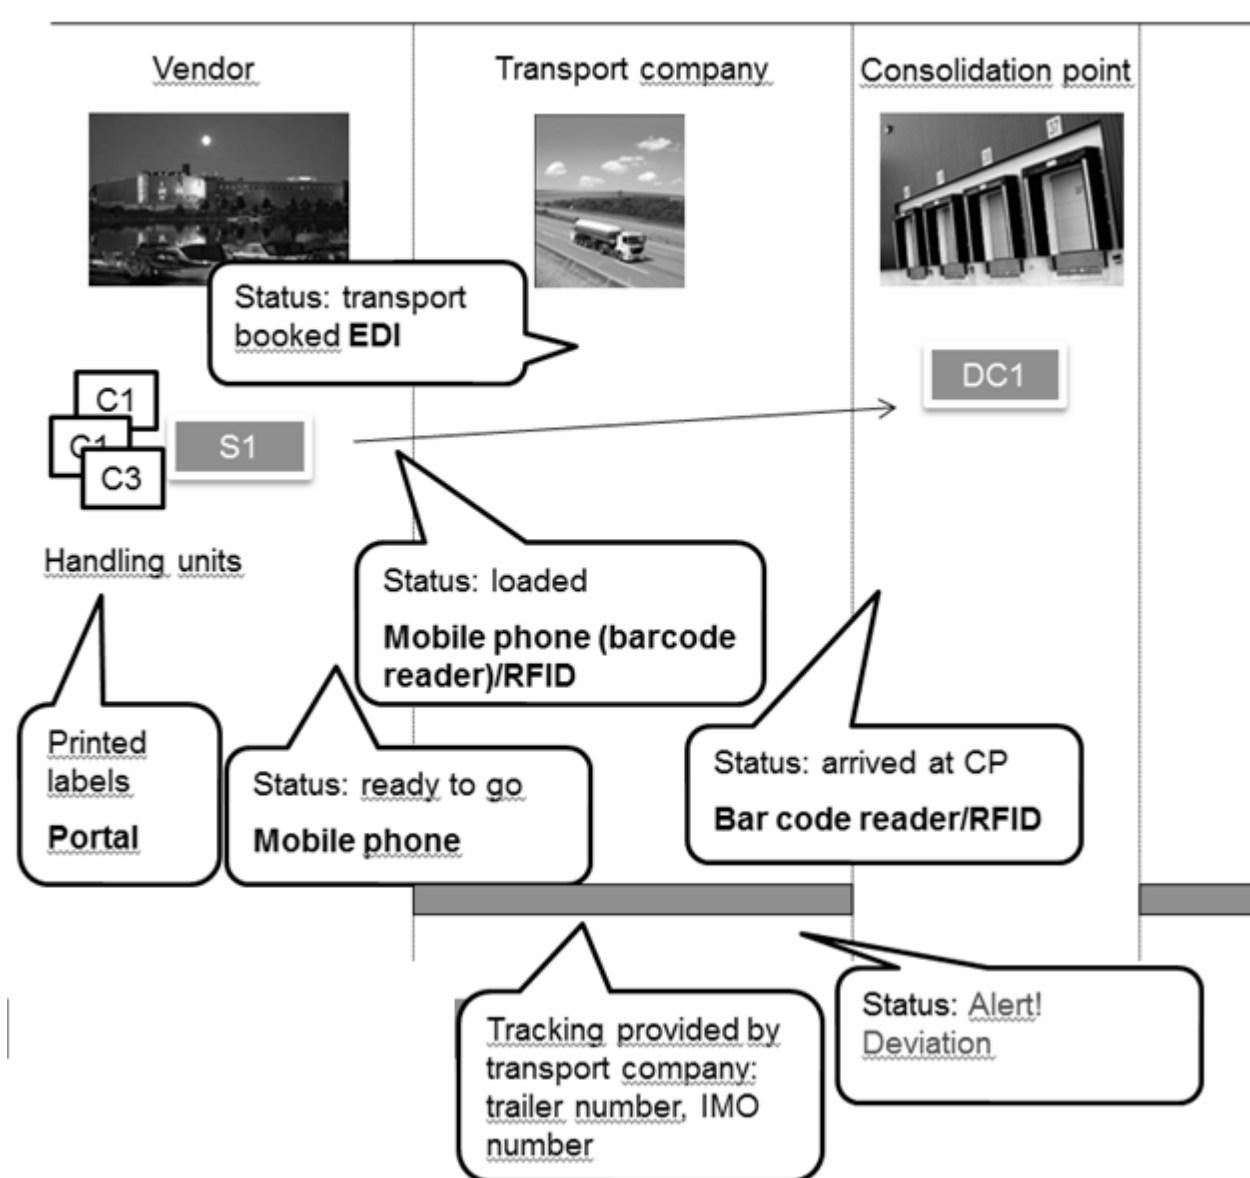 Vendor
Transport company
Consolidation point
37
Status: transport
booked EDI
DC1
C1
C1
C3
S1
Handling units
Status: loaded
Mobile phone (barcode
reader)/RFID
Printed
labels
Portal
Status: ready to go
Mobile phone
Status: arrived at CP
Bar code reader/RFID
Tracking provided by
transport company:
trailer number, IMO
number
Status: Alert!
Deviation